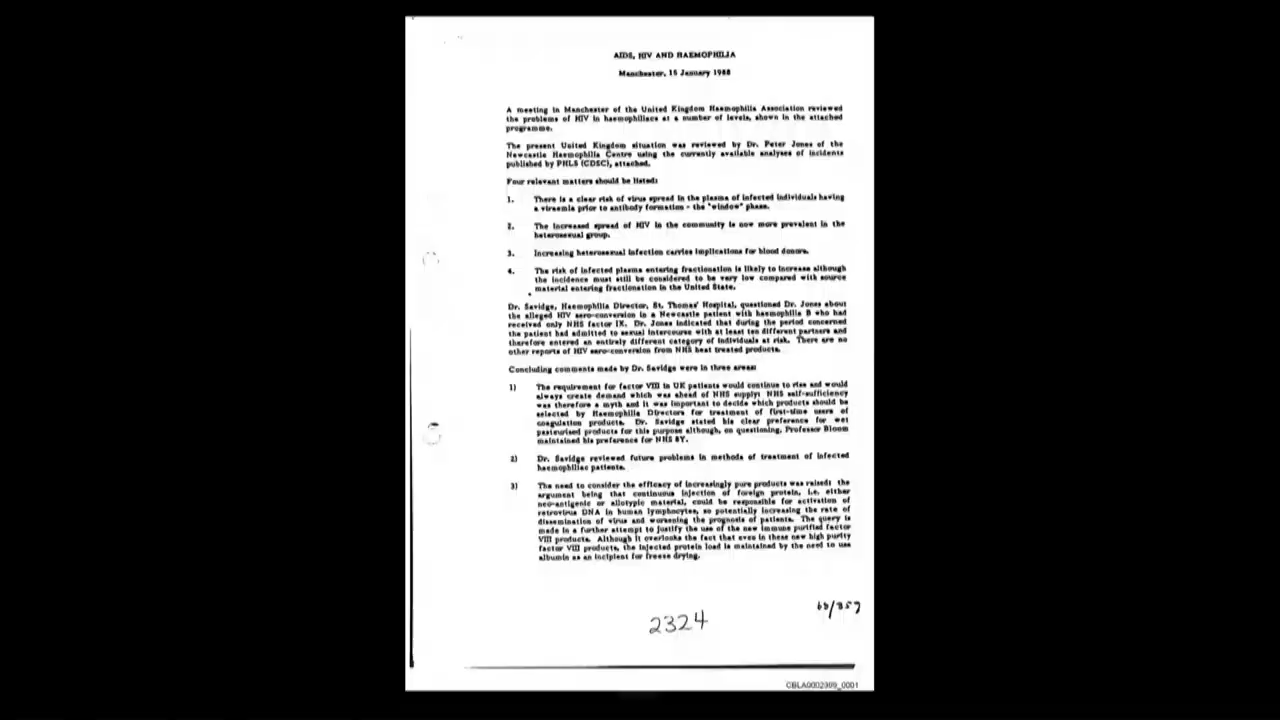 AIDS, HIV AND HAEMOPHILIA
Manchester, 15 January 1988
A meeting in Manchester of the United Kingdom Haemophilia Association reviewed
the problems of HIV in haemophiliacs at a number of levels, shown in the attached
programme.
The present United Kingdom situation was reviewed by Dr. Peter Jones of the
Newcastle Haemophilia Centre using the currently available analyses of incidents
published by PHLS (CDSC), attached.
Four relevant matters should be listed:
1. There is a clear risk of virus spread in the plasma of infected individuals having
a viraemia prior to antibody formation - the "window" phase.
2. The increased spread of HIV in the community is now more prevalent in the
heterosexual group.
3. Increasing heterosexual infection carries implications for blood donors.
4. The risk of infected plasma entering fractionation is likely to increase although
the incidence must still be considered to be very low compared with source
material entering fractionation in the United State.
Dr. Savidge, Haemophilia Director, St. Thomas' Hospital, questioned Dr. Jones about
the alleged HIV sero-conversion in a Newcastle patient with haemophilia B who had
received only NHS factor IX. Dr. Jones indicated that during the period concerned
the patient had admitted to sexual intercourse with at least ten different partners and
therefore entered an entirely different category of individuals at risk. There are no
other reports of HIV sero-conversion from NHS heat treated products.
Concluding comments made by Dr. Savidge were in three areas:
1) The requirement for factor VIII in UK patients would continue to rise and would
always create demand which was ahead of NHS supply: NHS self-sufficiency
was therefore a myth and it was important to decide which products should be
selected by Haemophilia Directors for treatment of first-time users of
coagulation products. Dr. Savidge stated his clear preference for wet
pasteurised products for this purpose although, on questioning, Professor Bloom
maintained his preference for NHS 8Y.
2) Dr. Savidge reviewed future problems in methods of treatment of infected
haemophiliac patients.
3) The need to consider the efficacy of increasingly pure products was raised: the
argument being that continuous injection of foreign protein, i.e. either
neo-antigenic or allotypic material, could be responsible for activation of
retrovirus DNA in human lymphocytes, so potentially increasing the rate of
dissemination of virus and worsening the prognosis of patients. The query is
made in a further attempt to justify the use of the new immune purified factor
VIII products. Although it overlooks the fact that even in these new high purity
factor VIII products, the injected protein load is maintained by the need to use
albumin as an incipient for freeze drying.
2324
CBLA0002309_0001